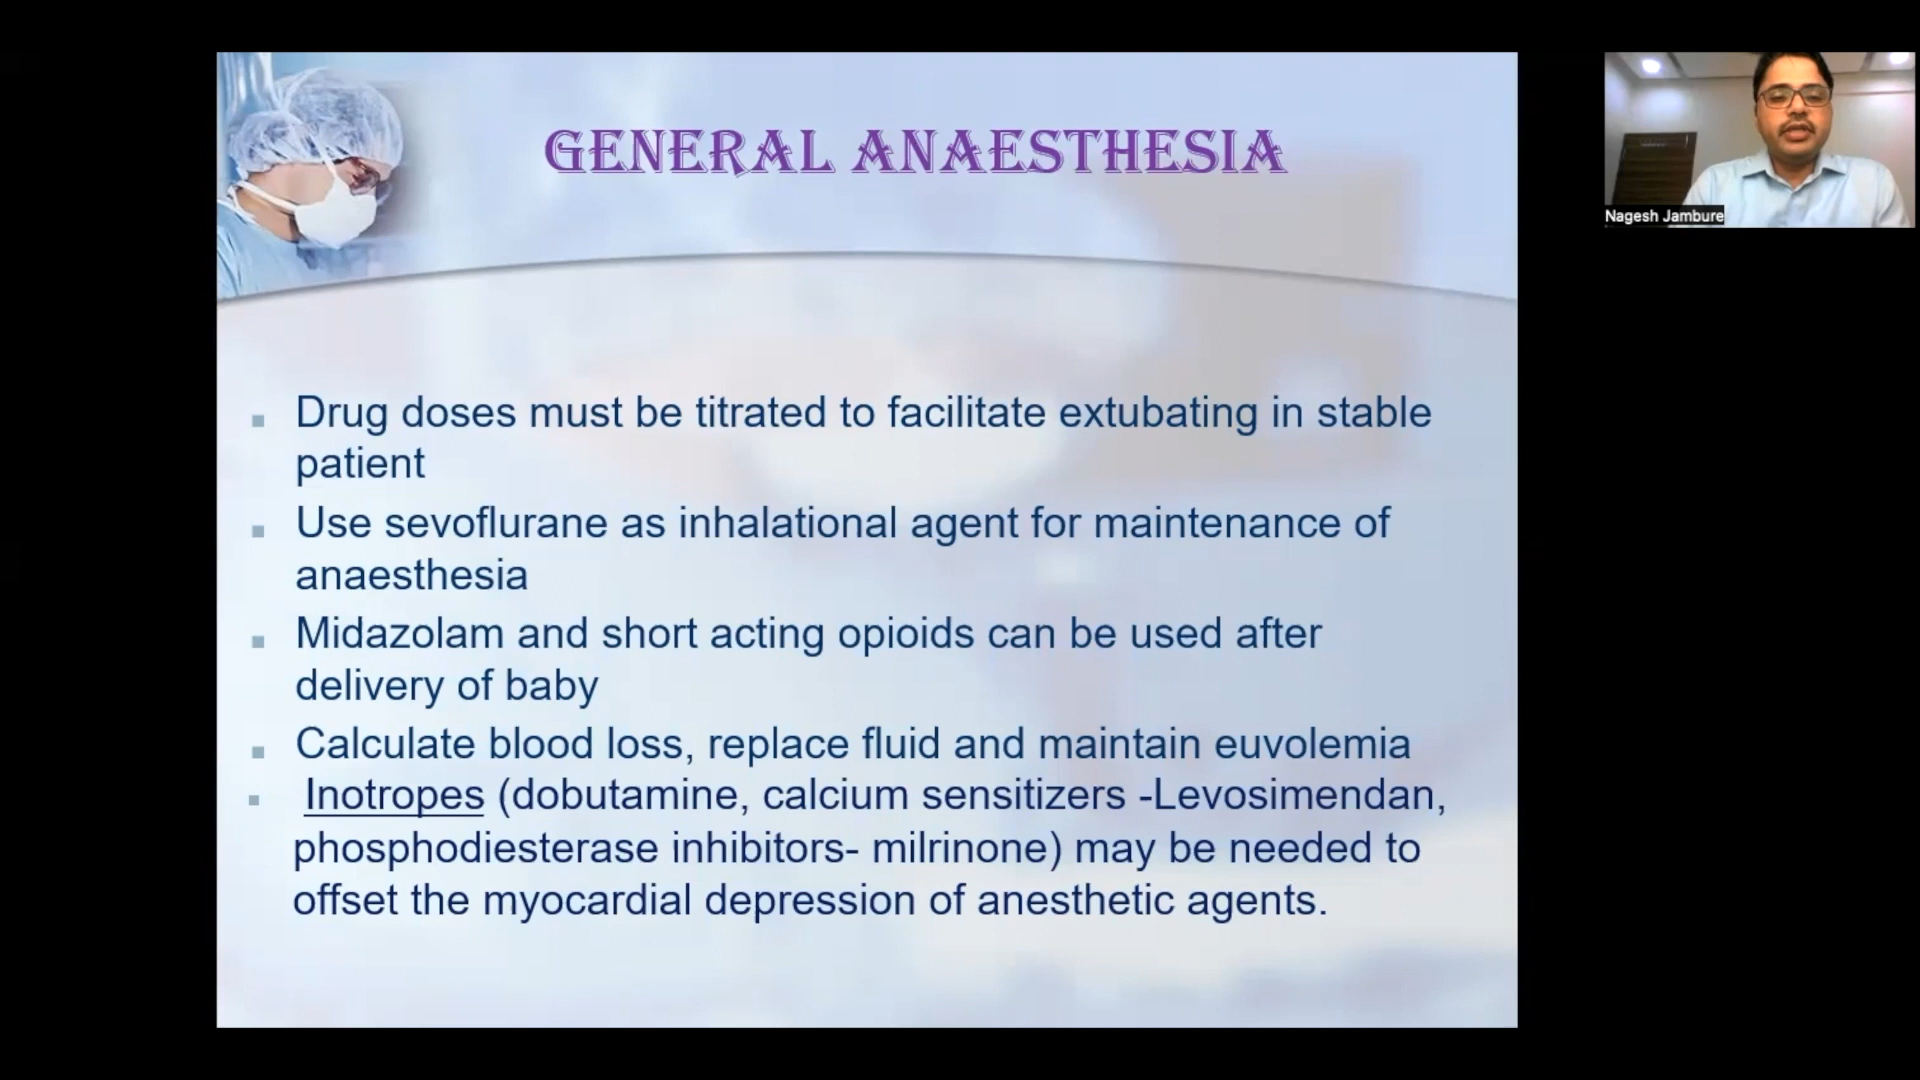 GENERAL ANAESTHESIA
Nagesh Jambure
Drug doses must be titrated to facilitate extubating in stable
patient
Use sevoflurane as inhalational agent for maintenance of
anaesthesia
Midazolam and short acting opioids can be used after
delivery of baby
Calculate blood loss, replace fluid and maintain euvolemia
Inotropes (dobutamine, calcium sensitizers -Levosimendan,
phosphodiesterase inhibitors- milrinone) may be needed to
offset the myocardial depression of anesthetic agents.